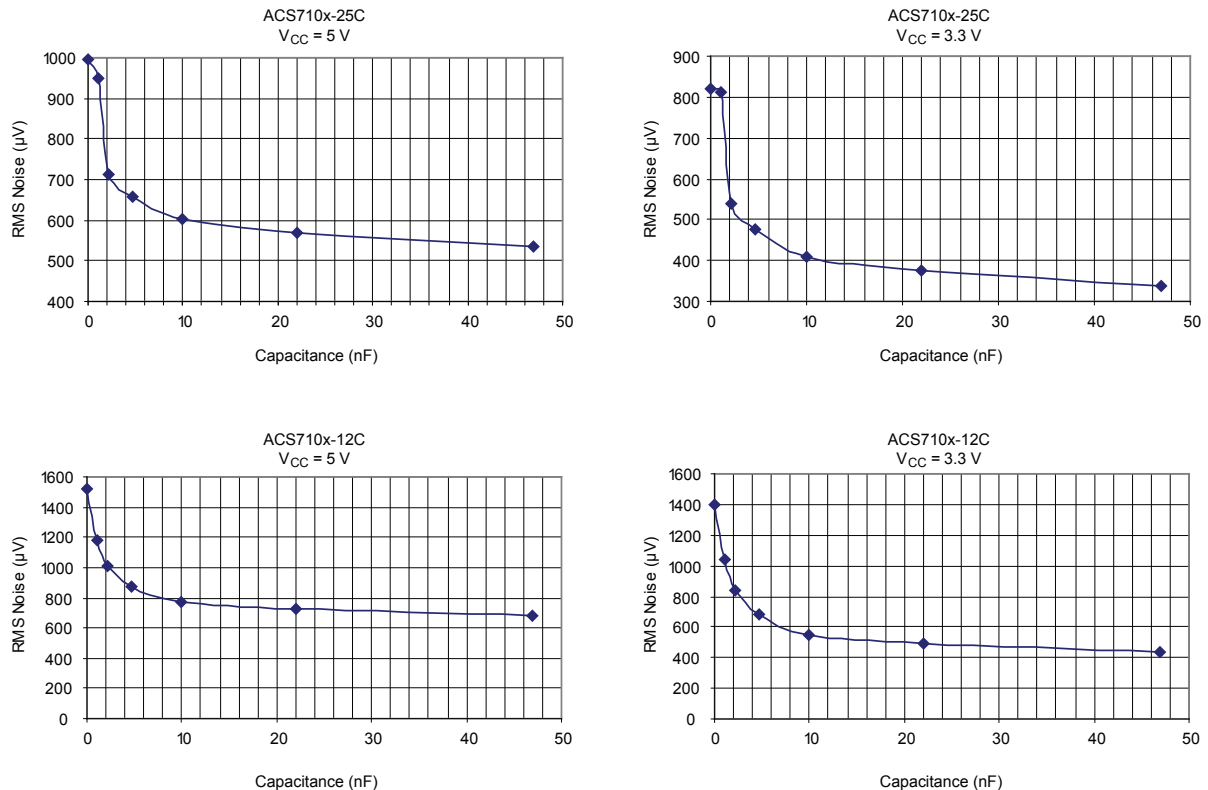 ACS710x-25C
V_CC = 5 V
1000
900
800
700
600
500
400
RMS Noise (µV)
0 10 20 30 40 50
Capacitance (nF)
ACS710x-25C
V_CC = 3.3 V
900
800
700
600
500
400
300
RMS Noise (µV)
0 10 20 30 40 50
Capacitance (nF)
ACS710x-12C
V_CC = 5 V
1600
1400
1200
1000
800
600
400
200
0
RMS Noise (µV)
0 10 20 30 40 50
Capacitance (nF)
ACS710x-12C
V_CC = 3.3 V
1600
1400
1200
1000
800
600
400
200
0
RMS Noise (µV)
0 10 20 30 40 50
Capacitance (nF)